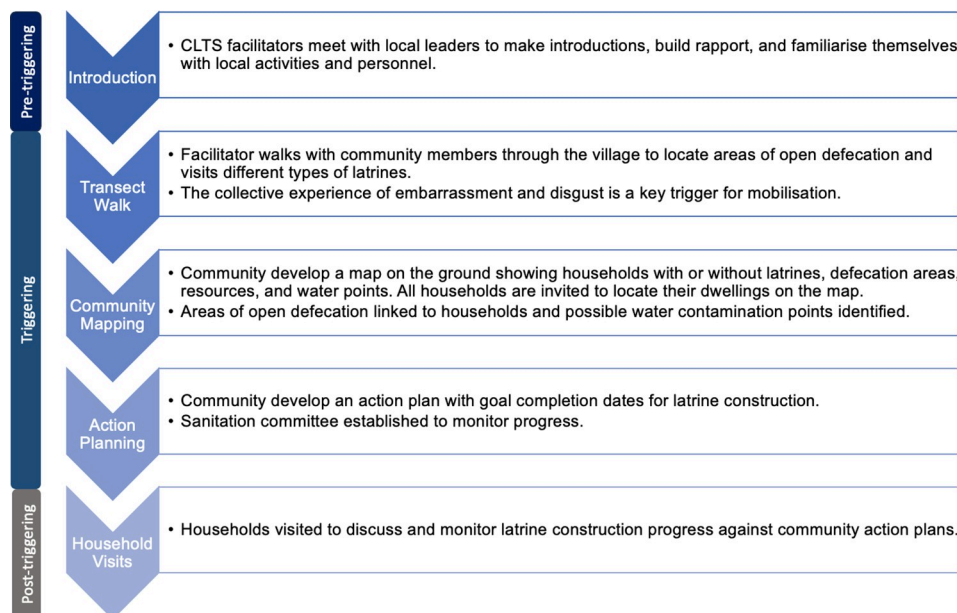 Pre-triggering
Introduction
• CLTS facilitators meet with local leaders to make introductions, build rapport, and familiarise themselves
with local activities and personnel.
Triggering
Transect
Walk
• Facilitator walks with community members through the village to locate areas of open defecation and
visits different types of latrines.
• The collective experience of embarrassment and disgust is a key trigger for mobilisation.
Community
Mapping
• Community develop a map on the ground showing households with or without latrines, defecation areas,
resources, and water points. All households are invited to locate their dwellings on the map.
• Areas of open defecation linked to households and possible water contamination points identified.
Action
Planning
• Community develop an action plan with goal completion dates for latrine construction.
• Sanitation committee established to monitor progress.
Post-triggering
Household
Visits
• Households visited to discuss and monitor latrine construction progress against community action plans.